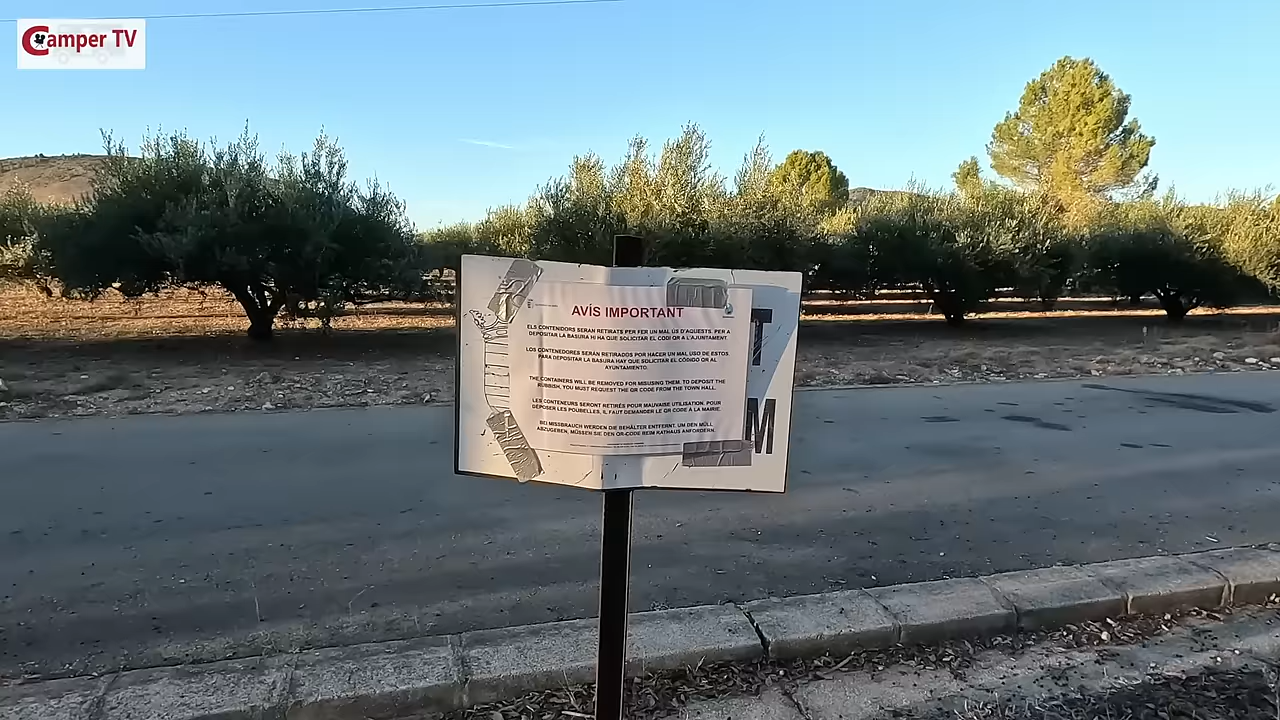 Camper TV
AVÍS IMPORTANT
ELS CONTENDORS SERAN RETIRATS PER FER UN MAL ÚS D'AQUESTS. PER A
DEPOSITAR LA BASURA HI HA QUE SOLICITAR EL CODI QR A L'AJUNTAMENT.
LOS CONTENEDORES SERÁN RETIRADOS POR HACER UN MAL USO DE ESTOS
PARA DEPOSITAR LA BASURA HAY QUE SOLICITAR EL CÓDIGO QR AL
AYUNTAMIENTO.
THE CONTAINERS WILL BE REMOVED FOR MISUSING THEM. TO DEPOSIT THE
RUBBISH, YOU MUST REQUEST THE QR CODE FROM THE TOWN HALL.
LES CONTENEURS SERONT RETIRÉS POUR MAUVAISE UTILISATION. POUR
DÉPOSER LES POUBELLES, IL FAUT DEMANDER LE QR CODE À LA MAIRIE.
BEI MISSBRAUCH WERDEN DIE BEHÄLTER ENTFERNT. UM DEN MÜLL
ABZUGEBEN, MÜSSEN SIE DEN QR-CODE BEIM RATHAUS ANFORDERN.
T
M